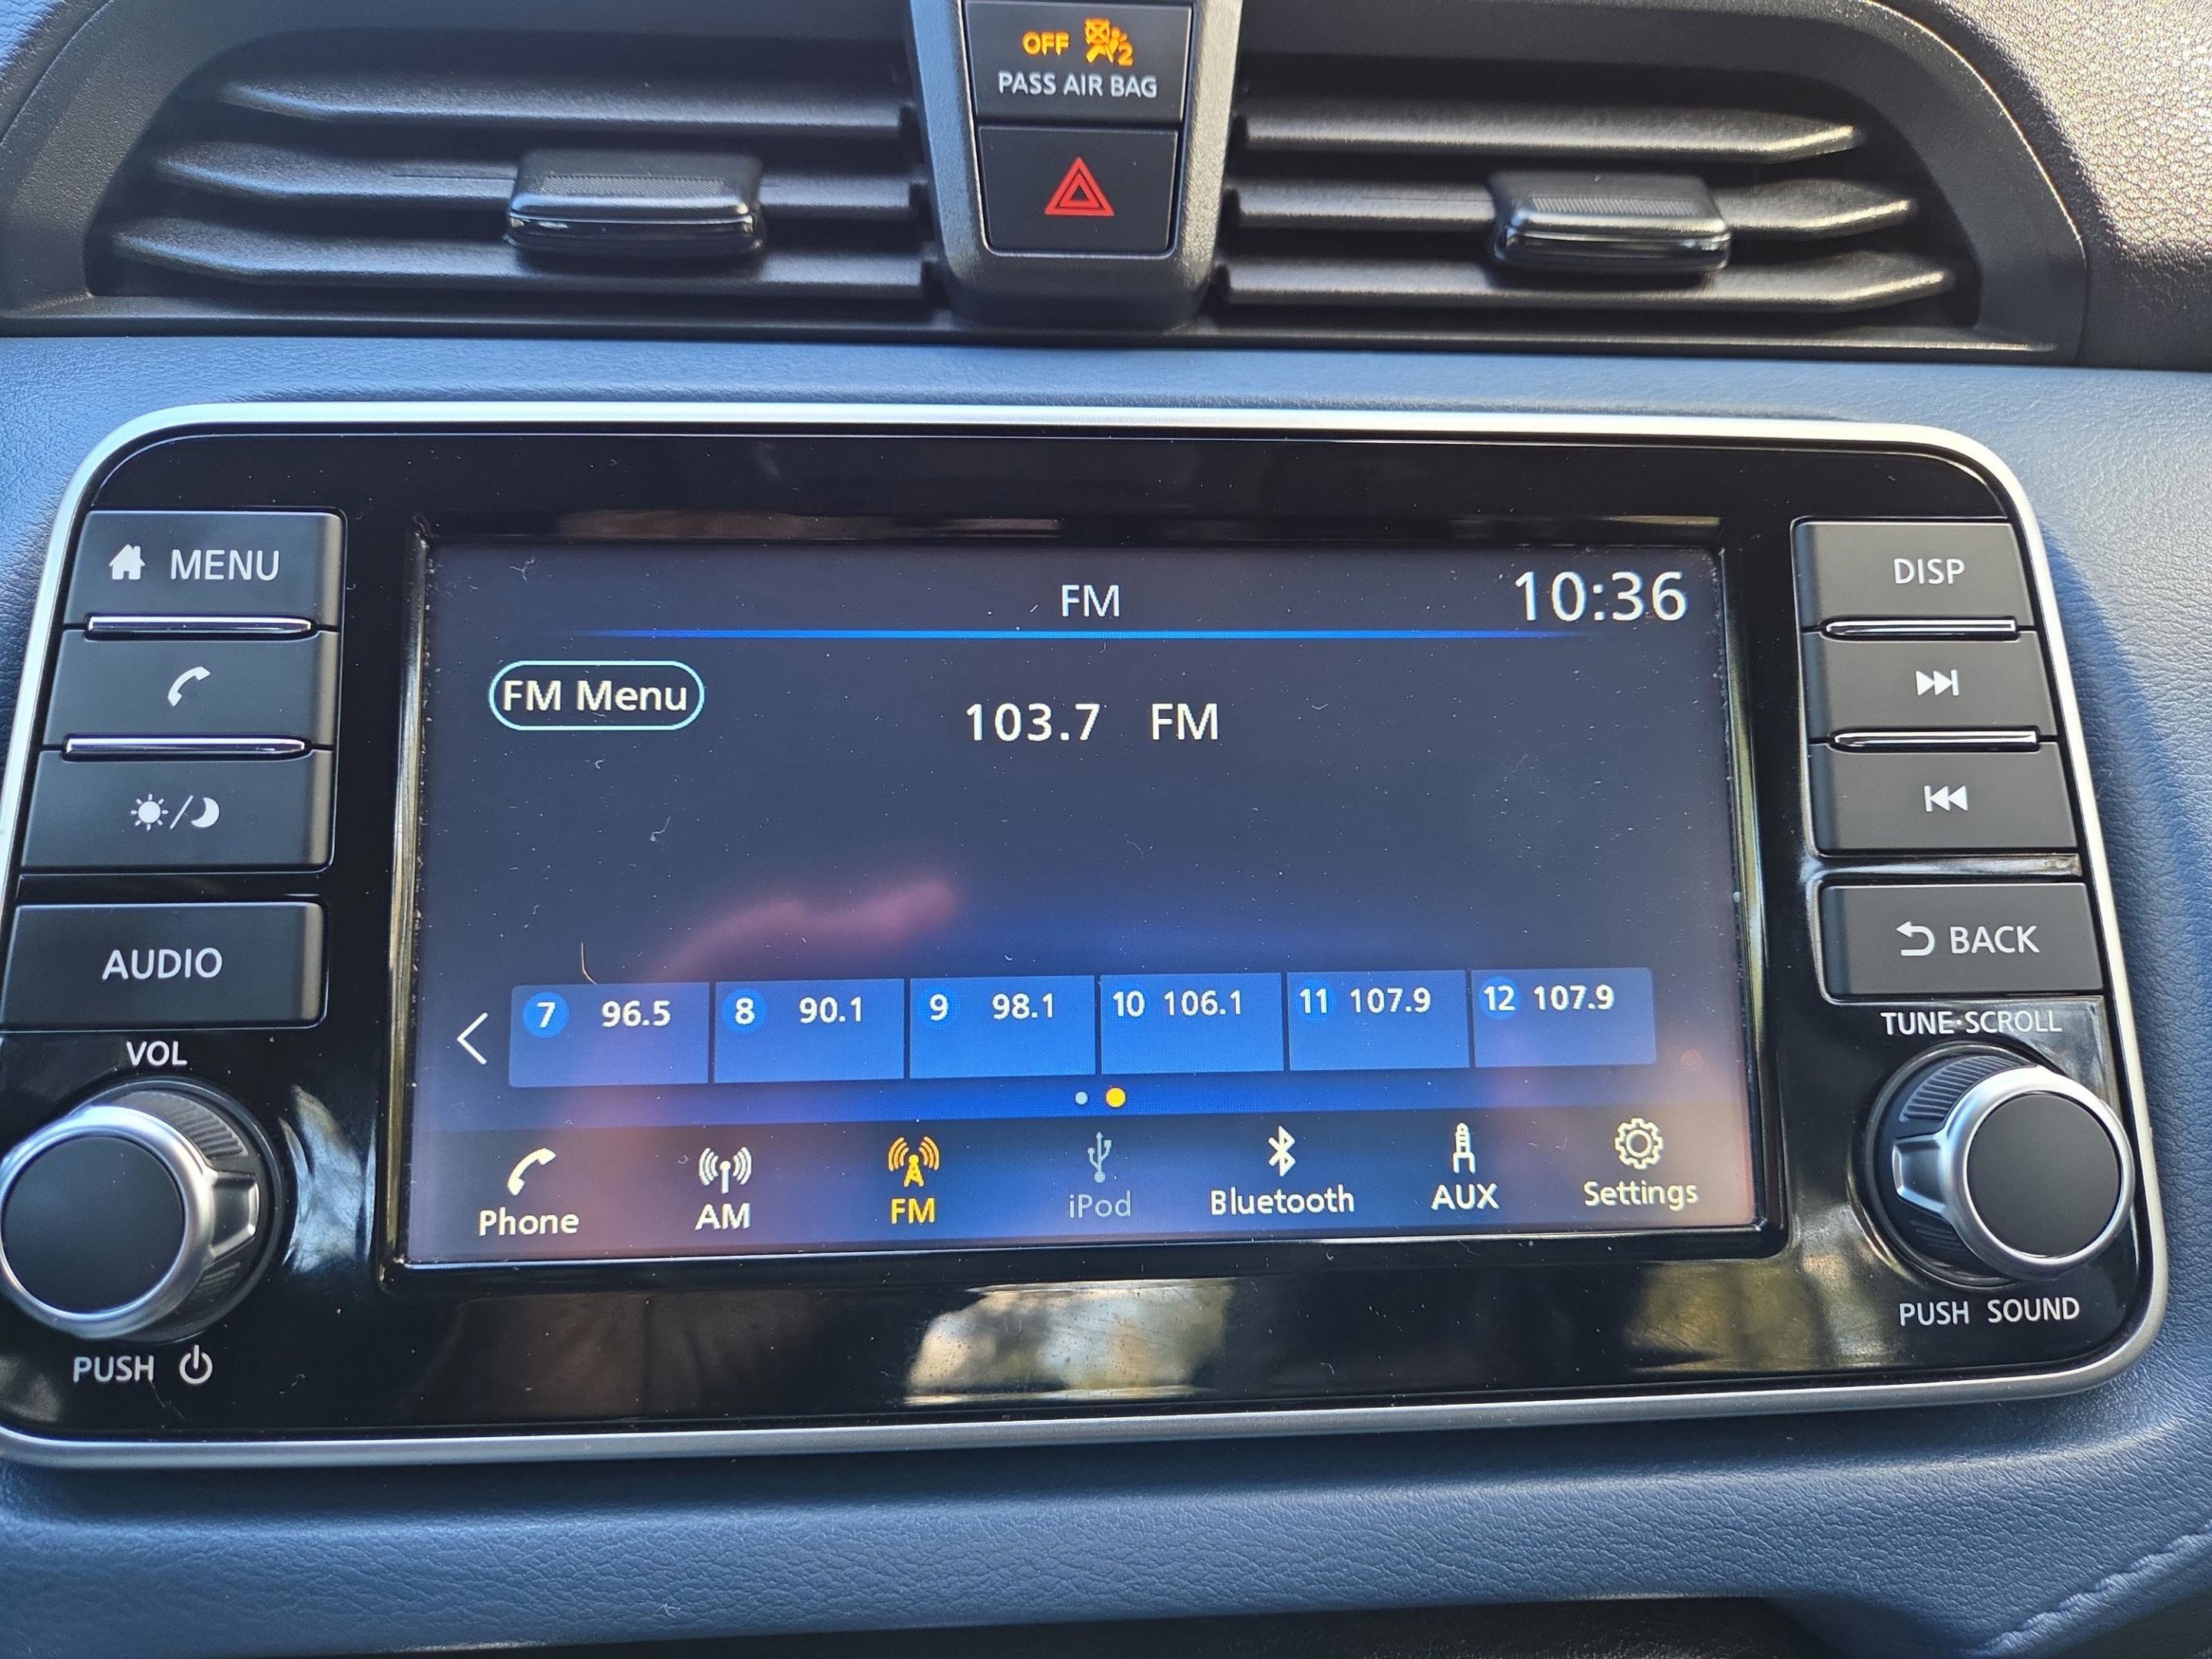 OFF 2
PASS AIR BAG
MENU
DISP
FM
10:36
FM Menu
103.7 FM
AUDIO
BACK
7 96.5
8 90.1
9 98.1
10 106.1
11 107.9
12 107.9
VOL
TUNE·SCROLL
Phone
AM
FM
iPod
Bluetooth
AUX
Settings
PUSH
PUSH SOUND